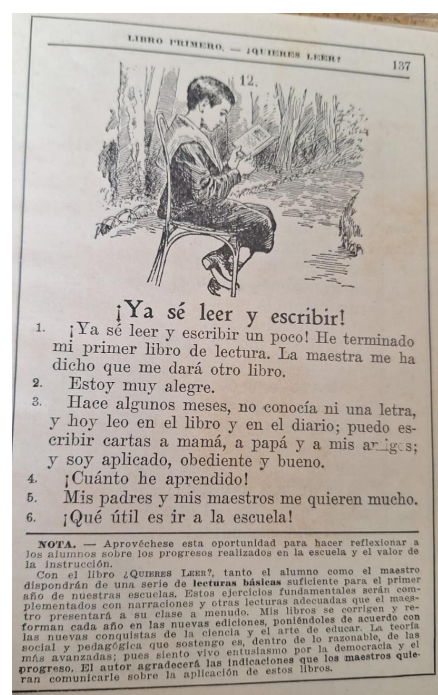 LIBRO PRIMERO. — ¿QUIERES LEER?
137
12.
¡Ya sé leer y escribir!
1. ¡Ya sé leer y escribir un poco! He terminado
mi primer libro de lectura. La maestra me ha
dicho que me dará otro libro.
2. Estoy muy alegre.
3. Hace algunos meses, no conocía ni una letra,
y hoy leo en el libro y en el diario; puedo es-
cribir cartas a mamá, a papá y a mis amigos;
y soy aplicado, obediente y bueno.
4. ¡Cuánto he aprendido!
5. Mis padres y mis maestros me quieren mucho.
6. ¡Qué útil es ir a la escuela!
NOTA. — Aprovéchese esta oportunidad para hacer reflexionar a
los alumnos sobre los progresos realizados en la escuela y el valor de
la instrucción.
Con el libro ¿QUIERES LEER?, tanto el alumno como el maestro
dispondrán de una serie de lecturas básicas suficiente para el primer
año de nuestras escuelas. Estos ejercicios fundamentales serán com-
plementados con narraciones y otras lecturas adecuadas que el maes-
tro presentará a su clase a menudo. Mis libros se corrigen y re-
forman cada año en las nuevas ediciones, poniéndoles de acuerdo con
las nuevas conquistas de la ciencia y el arte de educar. La teoría
social y pedagógica que sostengo es, dentro de lo razonable, de las
más avanzadas; pues siento vivo entusiasmo por la democracia y el
progreso. El autor agradecerá las indicaciones que los maestros quie-
ran comunicarle sobre la aplicación de estos libros.